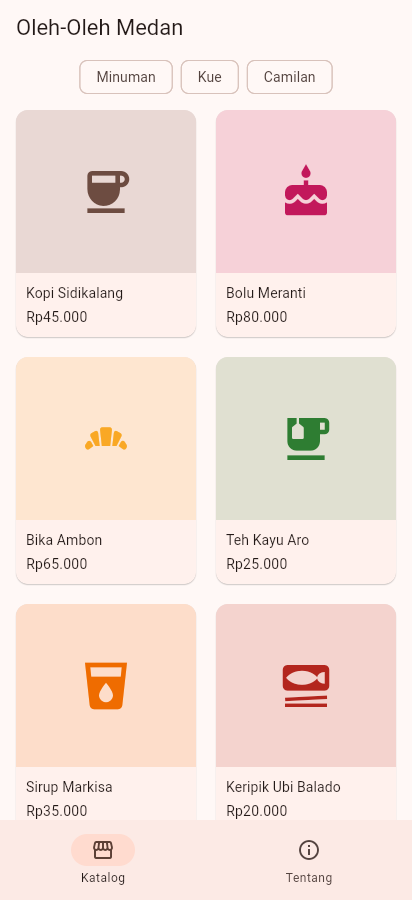 Oleh-Oleh Medan
Minuman
Kue
Camilan
Kopi Sidikalang
Rp45.000
Bolu Meranti
Rp80.000
Bika Ambon
Rp65.000
Teh Kayu Aro
Rp25.000
Sirup Markisa
Rp35.000
Keripik Ubi Balado
Rp20.000
Katalog
Tentang